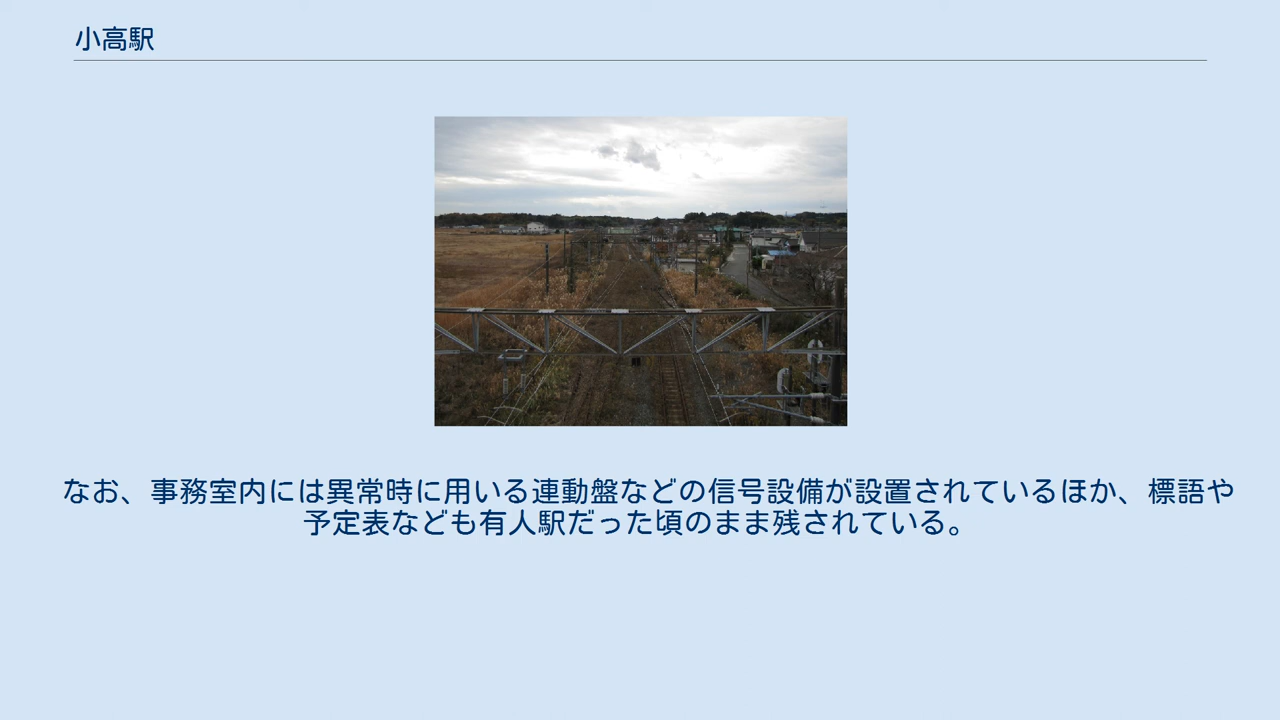 小高駅
なお、事務室内には異常時に用いる連動盤などの信号設備が設置されているほか、標語や
予定表なども有人駅だった頃のまま残されている。